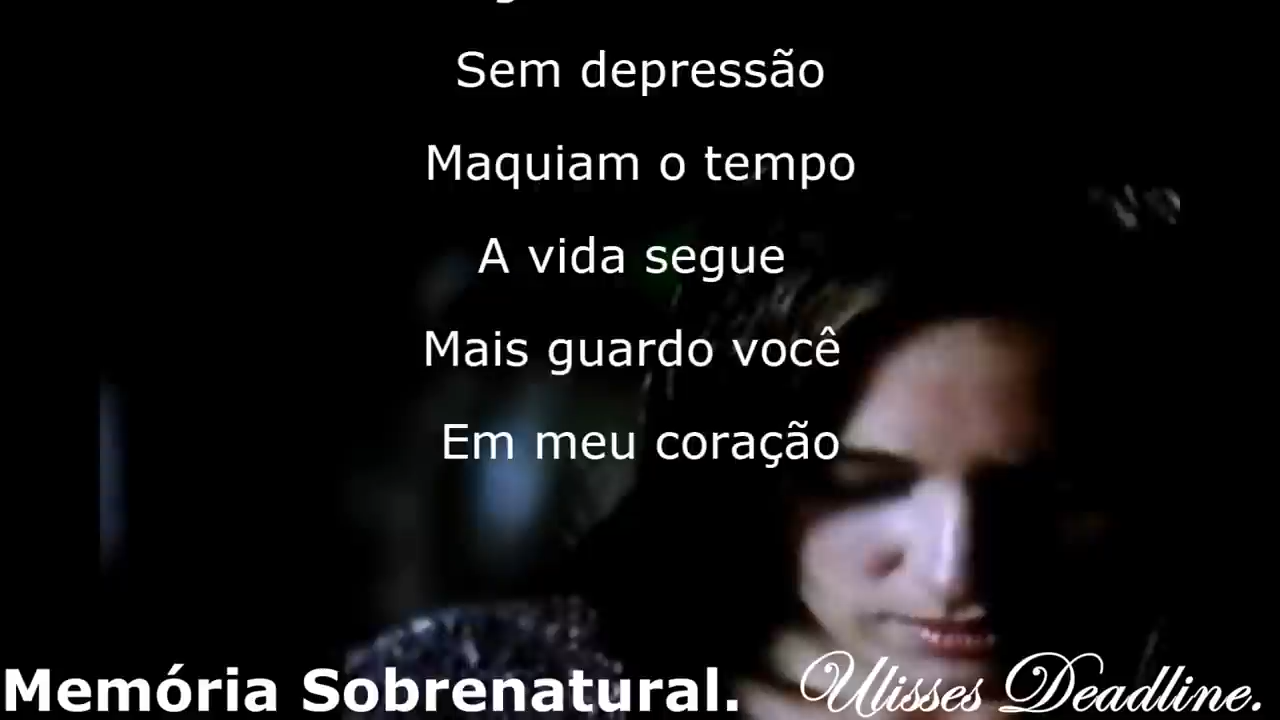 Sem depressão
Maquiam o tempo
A vida segue
Mais guardo você
Em meu coração
Memória Sobrenatural. Ulisses Deadline.